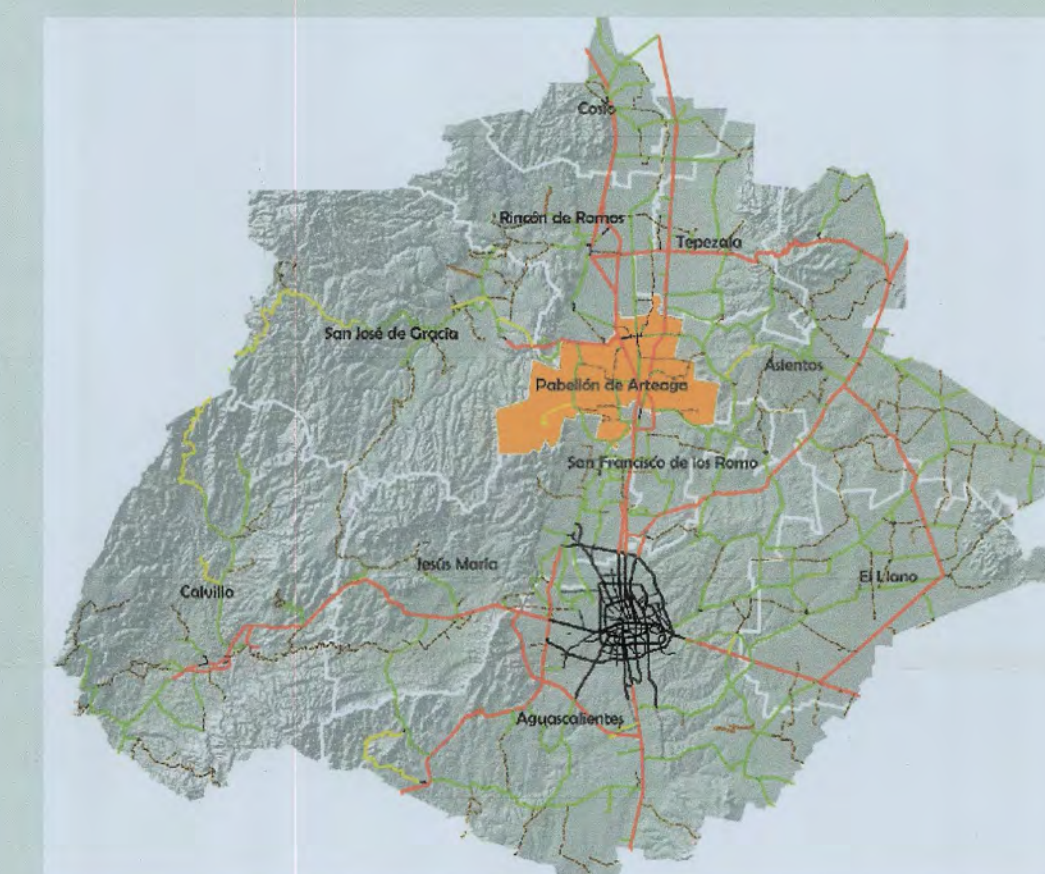 Cosío
Rincón de Romos
Tepezala
San José de Gracia
Asientos
Pabellón de Arteaga
San Francisco de los Romo
Jesús María
El Llano
Calvillo
Aguascalientes